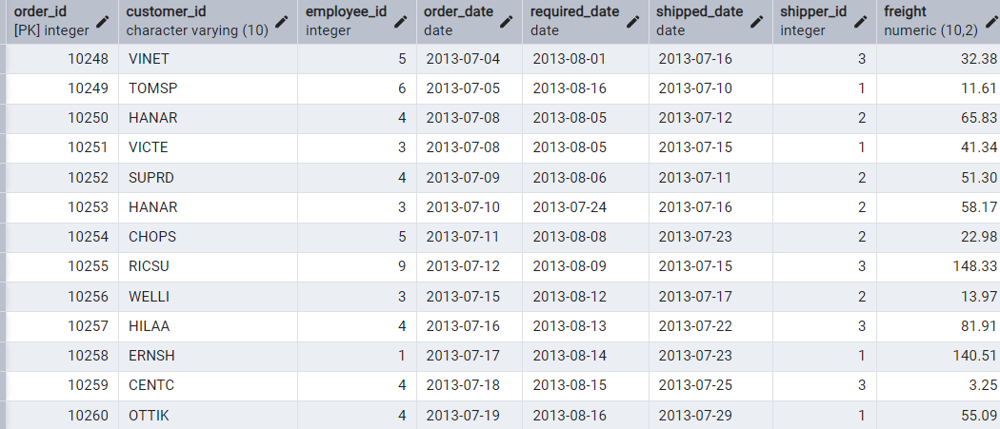 order_id customer_id employee_id order_date required_date shipped_date shipper_id freight
[PK] integer character varying (10) integer date date date integer numeric (10,2)
10248 VINET 5 2013-07-04 2013-08-01 2013-07-16 3 32.38
10249 TOMSP 6 2013-07-05 2013-08-16 2013-07-10 1 11.61
10250 HANAR 4 2013-07-08 2013-08-05 2013-07-12 2 65.83
10251 VICTE 3 2013-07-08 2013-08-05 2013-07-15 1 41.34
10252 SUPRD 4 2013-07-09 2013-08-06 2013-07-11 2 51.30
10253 HANAR 3 2013-07-10 2013-07-24 2013-07-16 2 58.17
10254 CHOPS 5 2013-07-11 2013-08-08 2013-07-23 2 22.98
10255 RICSU 9 2013-07-12 2013-08-09 2013-07-15 3 148.33
10256 WELLI 3 2013-07-15 2013-08-12 2013-07-17 2 13.97
10257 HILAA 4 2013-07-16 2013-08-13 2013-07-22 3 81.91
10258 ERNSH 1 2013-07-17 2013-08-14 2013-07-23 1 140.51
10259 CENTC 4 2013-07-18 2013-08-15 2013-07-25 3 3.25
10260 OTTIK 4 2013-07-19 2013-08-16 2013-07-29 1 55.09